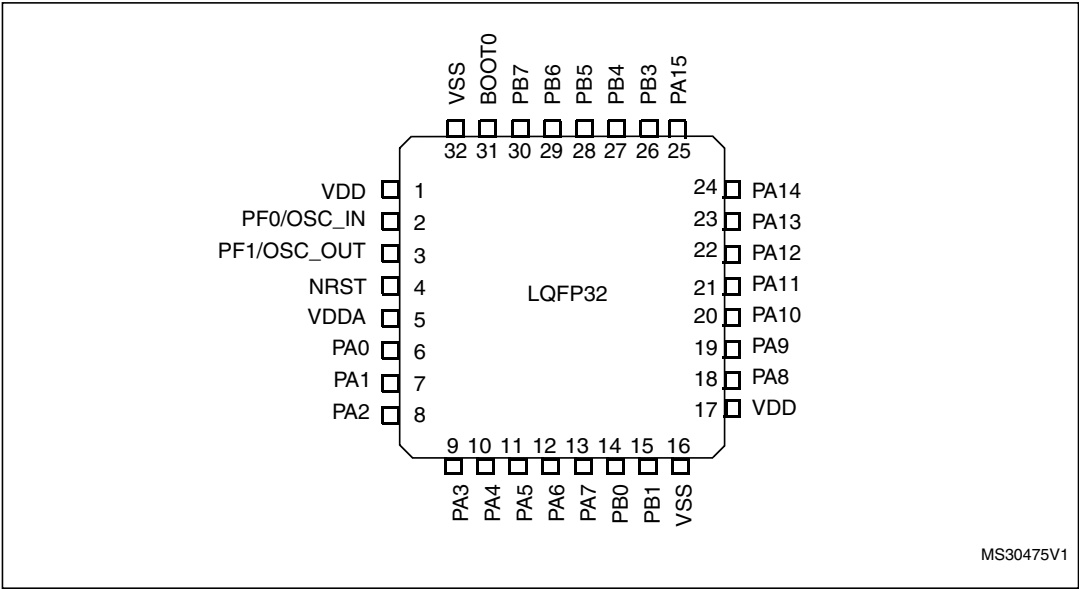 VSS
BOOT0
PB7
PB6
PB5
PB4
PB3
PA15
32 31 30 29 28 27 26 25
VDD 1
PF0/OSC_IN 2
PF1/OSC_OUT 3
NRST 4
VDDA 5
PA0 6
PA1 7
PA2 8
LQFP32
24 PA14
23 PA13
22 PA12
21 PA11
20 PA10
19 PA9
18 PA8
17 VDD
9 10 11 12 13 14 15 16
PA3
PA4
PA5
PA6
PA7
PB0
PB1
VSS
MS30475V1